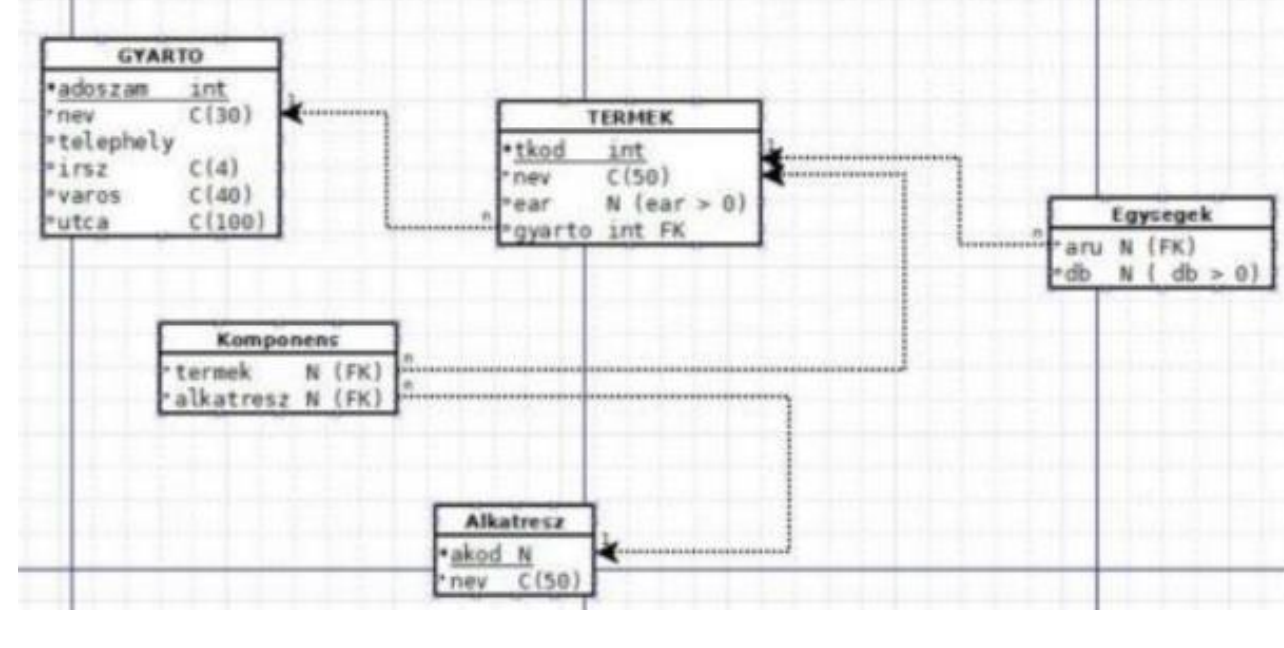 GYARTO
*adoszam int
*nev C(30)
*telephely
*irsz C(4)
*varos C(40)
*utca C(100)
1
n
TERMEK
*tkod int
*nev C(50)
*ear N (ear > 0)
*gyarto int FK
1
n
Egysegek
*aru N (FK)
*db N ( db > 0)
Komponens
*termek N (FK)
*alkatresz N (FK)
n
n
Alkatresz
*akod N
*nev C(50)
1